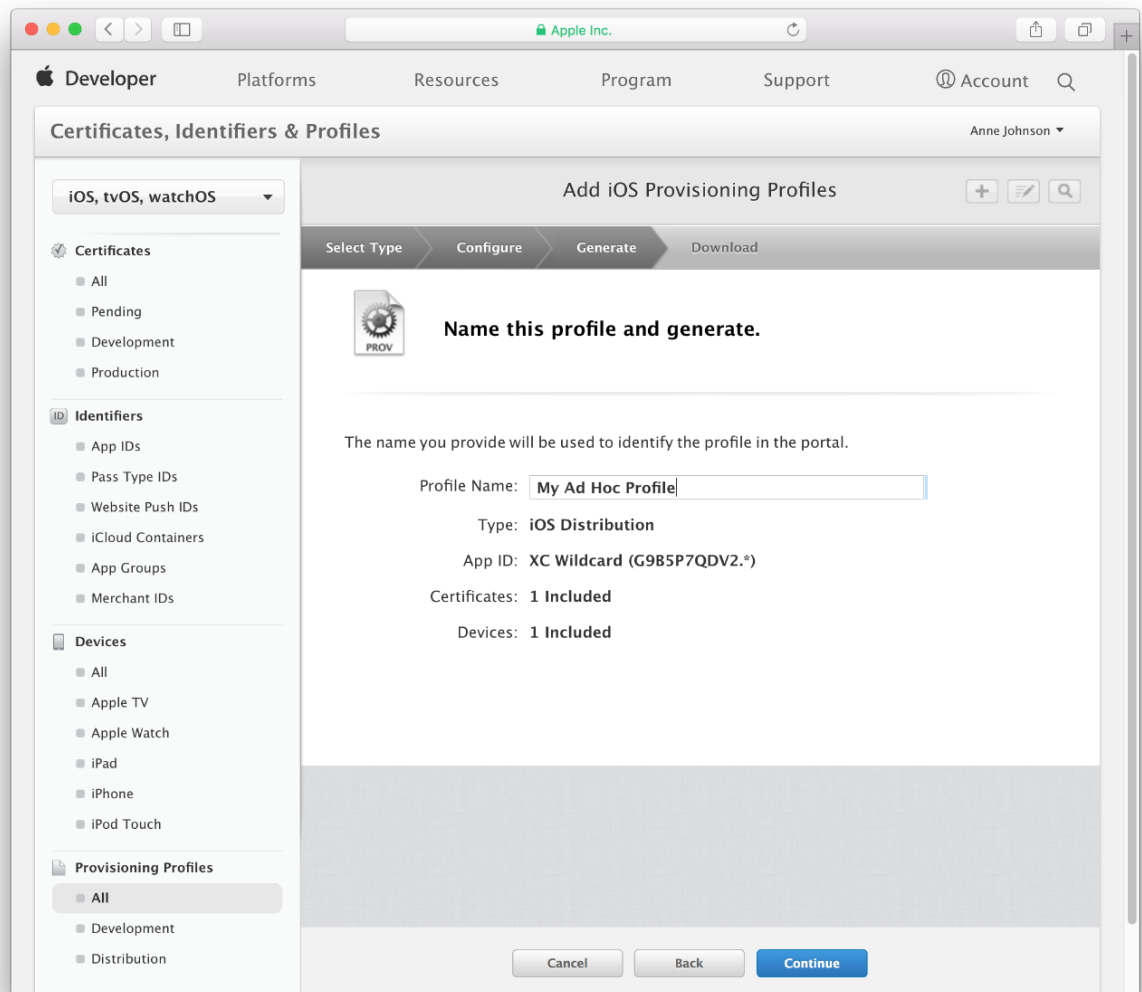 Apple Inc.
Developer
Platforms
Resources
Program
Support
Account
Certificates, Identifiers & Profiles
Anne Johnson
iOS, tvOS, watchOS
Certificates
All
Pending
Development
Production
ID Identifiers
App IDs
Pass Type IDs
Website Push IDs
iCloud Containers
App Groups
Merchant IDs
Devices
All
Apple TV
Apple Watch
iPad
iPhone
iPod Touch
Provisioning Profiles
All
Development
Distribution
Add iOS Provisioning Profiles
Select Type
Configure
Generate
Download
PROV
Name this profile and generate.
The name you provide will be used to identify the profile in the portal.
Profile Name: My Ad Hoc Profile
Type: iOS Distribution
App ID: XC Wildcard (G9B5P7QDV2.*)
Certificates: 1 Included
Devices: 1 Included
Cancel
Back
Continue